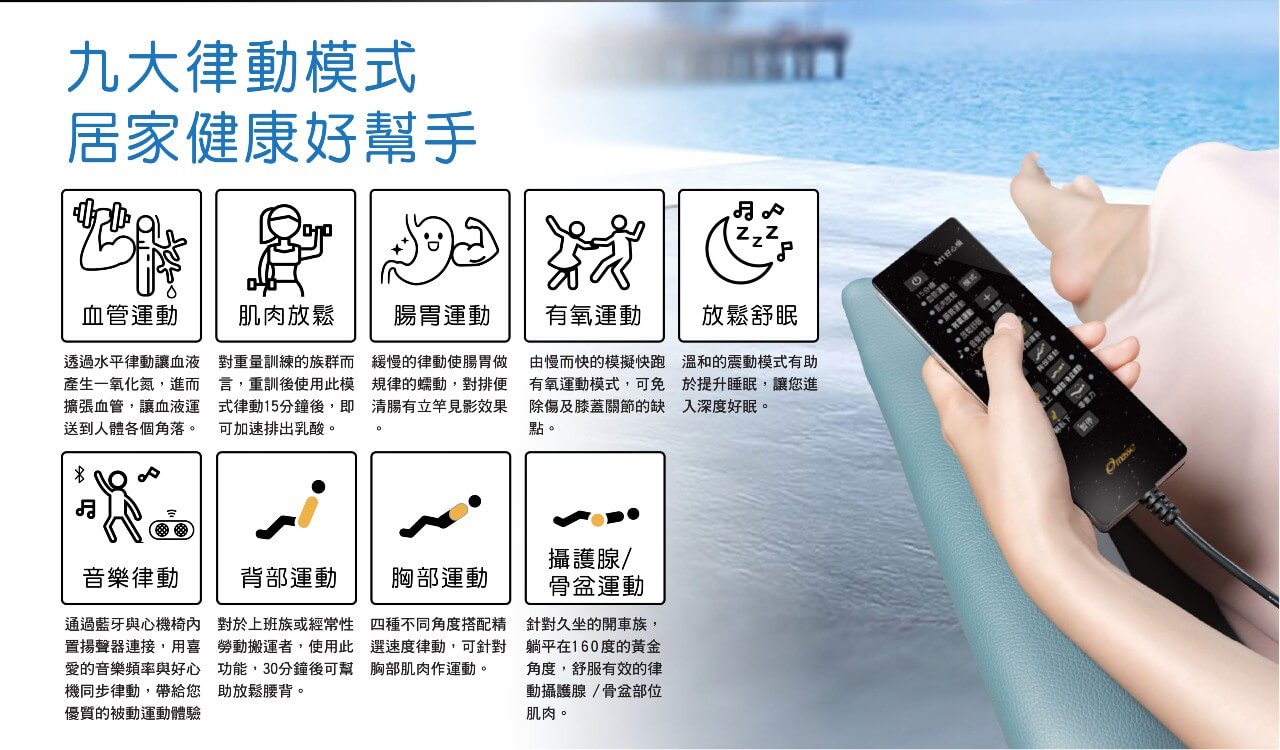 九大律動模式
居家健康好幫手
血管運動
肌肉放鬆
腸胃運動
有氧運動
放鬆舒眠
透過水平律動讓血液
產生一氧化氮，進而
擴張血管，讓血液運
送到人體各個角落。
對重量訓練的族群而
言，重訓後使用此模
式律動15分鐘後，即
可加速排出乳酸。
緩慢的律動使腸胃做
規律的蠕動，對排便
清腸有立竿見影效果
。
由慢而快的模擬快跑
有氧運動模式，可免
除傷及膝蓋關節的缺
點。
溫和的震動模式有助
於提升睡眠，讓您進
入深度好眠。
zzz
音樂律動
背部運動
胸部運動
攝護腺/
骨盆運動
通過藍牙與心機椅內
置揚聲器連接，用喜
愛的音樂頻率與好心
機同步律動，帶給您
優質的被動運動體驗
對於上班族或經常性
勞動搬運者，使用此
功能，30分鐘後可幫
助放鬆腰背。
四種不同角度搭配精
選速度律動，可針對
胸部肌肉作運動。
針對久坐的開車族，
躺平在160度的黃金
角度，舒服有效的律
動攝護腺 /骨盆部位
肌肉。
M1好心機
15分鐘
模式
速度
暫停